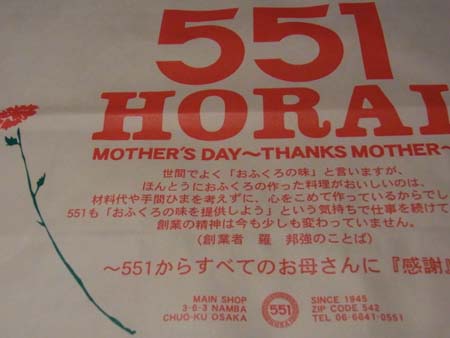 551
HORAI
MOTHER'S DAY～THANKS MOTHER～
世間でよく「おふくろの味」と言いますが、
ほんとうにおふくろの作った料理がおいしいのは、
材料代や手間ひまを考えずに、心をこめて作っているからでし
551も「おふくろの味を提供しよう」という気持ちで仕事を続けて
創業の精神は今も少しも変わっていません。
(創業者 羅 邦強のことば)
～551からすべてのお母さんに『感謝』
MAIN SHOP
3-6-3 NAMBA
CHUO-KU OSAKA
551
HORAI
SINCE 1945
ZIP CODE 542
TEL 06-6641-0551